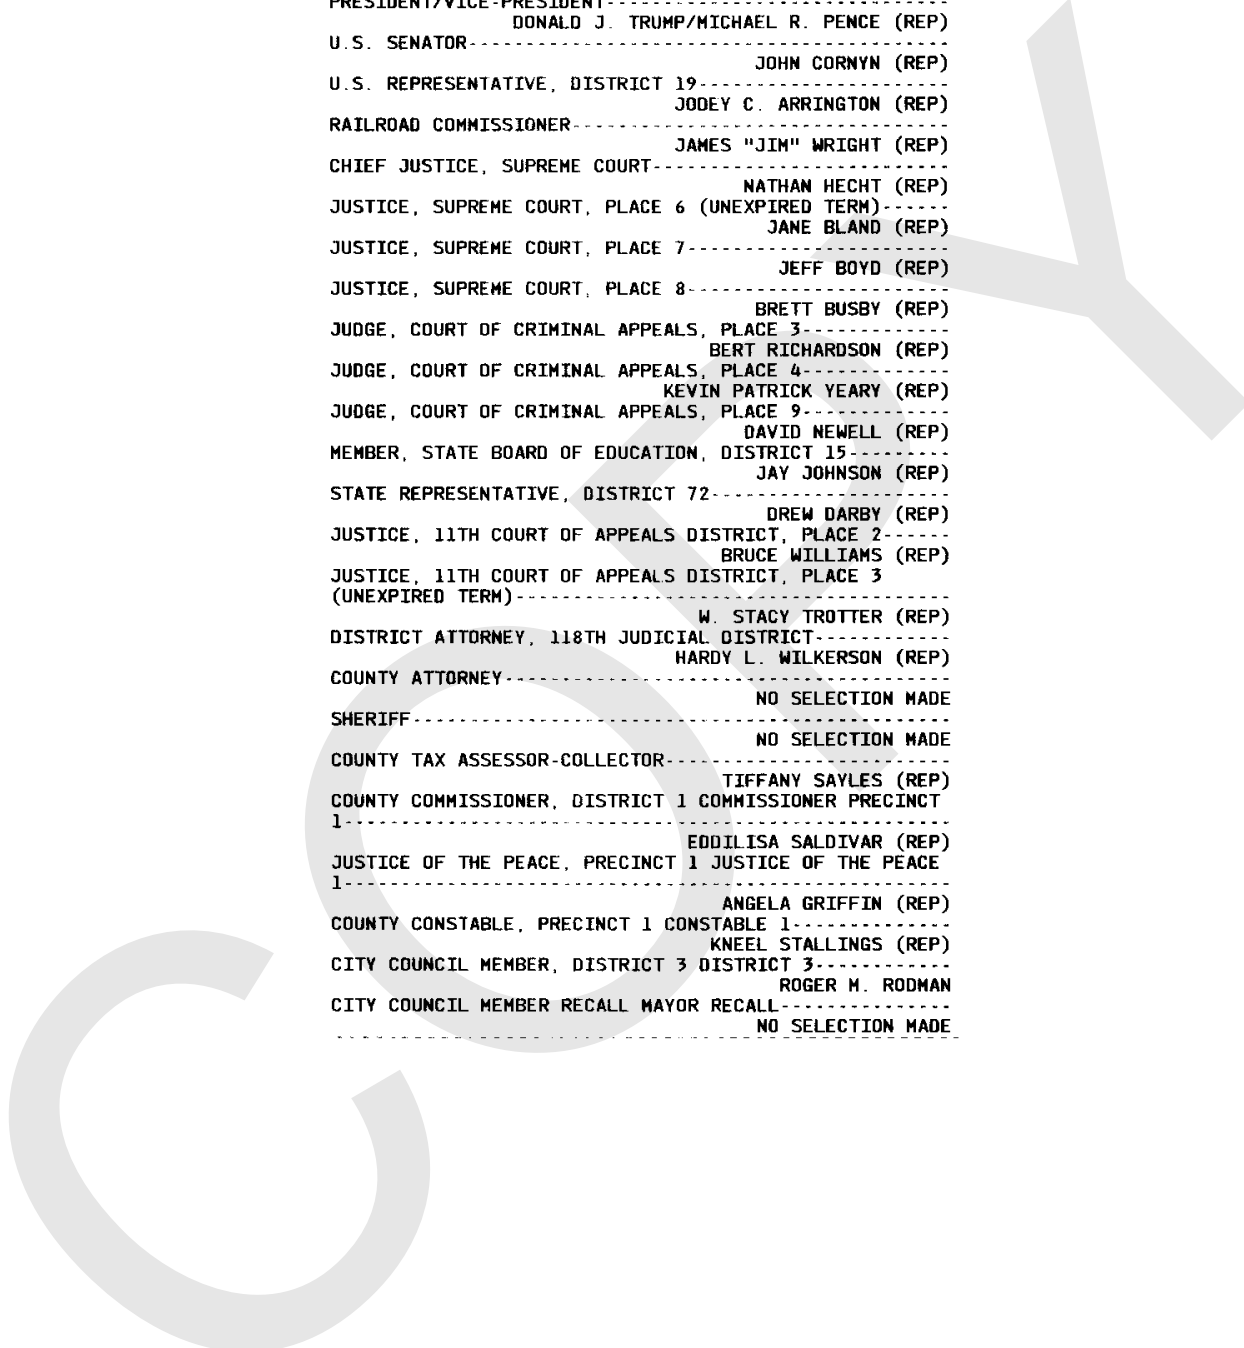 PRESIDENT/VICE-PRESIDENT------------------------------
DONALD J. TRUMP/MICHAEL R. PENCE (REP)
U.S. SENATOR------------------------------------------
JOHN CORNYN (REP)
U.S. REPRESENTATIVE, DISTRICT 19----------------------
JODEY C. ARRINGTON (REP)
RAILROAD COMMISSIONER---------------------------------
JAMES "JIM" WRIGHT (REP)
CHIEF JUSTICE, SUPREME COURT--------------------------
NATHAN HECHT (REP)
JUSTICE, SUPREME COURT, PLACE 6 (UNEXPIRED TERM)------
JANE BLAND (REP)
JUSTICE, SUPREME COURT, PLACE 7-----------------------
JEFF BOYD (REP)
JUSTICE, SUPREME COURT, PLACE 8-----------------------
BRETT BUSBY (REP)
JUDGE, COURT OF CRIMINAL APPEALS, PLACE 3-------------
BERT RICHARDSON (REP)
JUDGE, COURT OF CRIMINAL APPEALS, PLACE 4-------------
KEVIN PATRICK YEARY (REP)
JUDGE, COURT OF CRIMINAL APPEALS, PLACE 9-------------
DAVID NEWELL (REP)
MEMBER, STATE BOARD OF EDUCATION, DISTRICT 15---------
JAY JOHNSON (REP)
STATE REPRESENTATIVE, DISTRICT 72---------------------
DREW DARBY (REP)
JUSTICE, 11TH COURT OF APPEALS DISTRICT, PLACE 2------
BRUCE WILLIAMS (REP)
JUSTICE, 11TH COURT OF APPEALS DISTRICT, PLACE 3
(UNEXPIRED TERM)--------------------------------------
W. STACY TROTTER (REP)
DISTRICT ATTORNEY, 118TH JUDICIAL DISTRICT------------
HARDY L. WILKERSON (REP)
COUNTY ATTORNEY---------------------------------------
NO SELECTION MADE
SHERIFF-----------------------------------------------
NO SELECTION MADE
COUNTY TAX ASSESSOR-COLLECTOR-------------------------
TIFFANY SAYLES (REP)
COUNTY COMMISSIONER, DISTRICT 1 COMMISSIONER PRECINCT
1-----------------------------------------------------
EDDILISA SALDIVAR (REP)
JUSTICE OF THE PEACE, PRECINCT 1 JUSTICE OF THE PEACE
1-----------------------------------------------------
ANGELA GRIFFIN (REP)
COUNTY CONSTABLE, PRECINCT 1 CONSTABLE 1--------------
KNEEL STALLINGS (REP)
CITY COUNCIL MEMBER, DISTRICT 3 DISTRICT 3------------
ROGER M. RODMAN
CITY COUNCIL MEMBER RECALL MAYOR RECALL---------------
NO SELECTION MADE
COPY